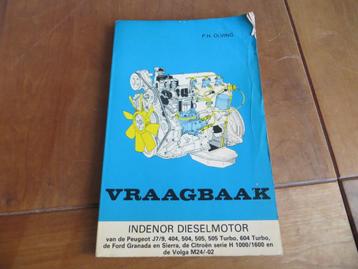 P.H. OLVING
VRAAGBAAK
INDENOR DIESELMOTOR
van de Peugeot J7/9, 404, 504, 505, 505 Turbo, 604 Turbo,
de Ford Granada en Sierra, de Citroën serie H 1000/1600 en
de Volga M24/-02